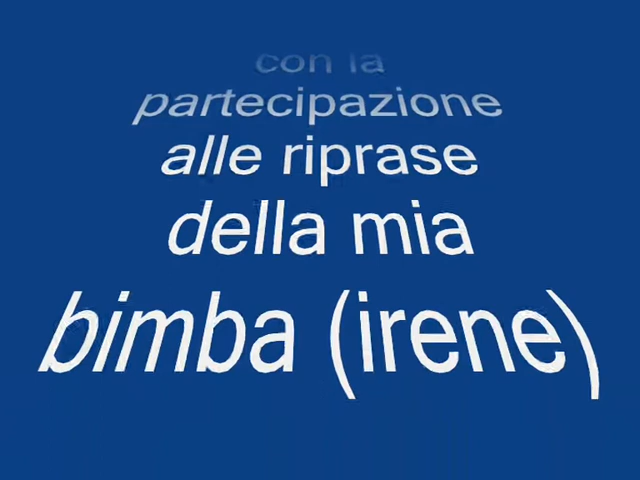 con la
partecipazione
alle riprase
della mia
bimba (irene)